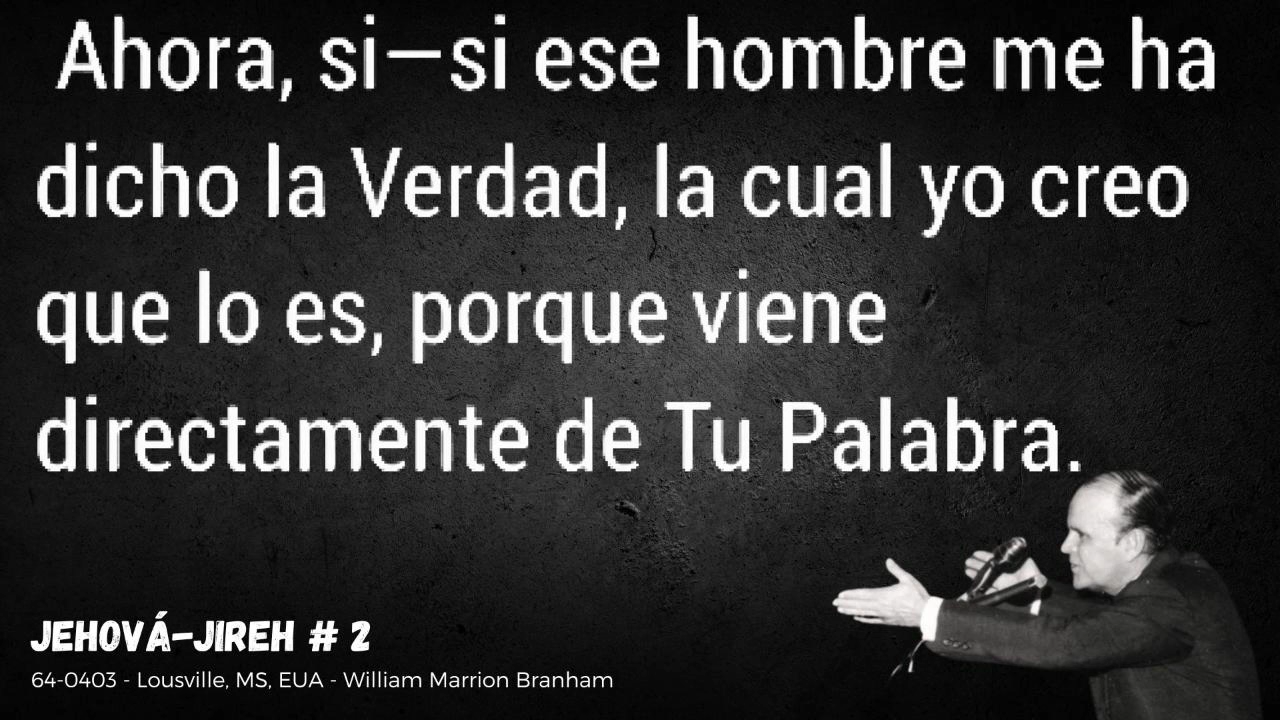 Ahora, si—si ese hombre me ha
dicho la Verdad, la cual yo creo
que lo es, porque viene
directamente de Tu Palabra.
JEHOVÁ-JIREH # 2
64-0403 - Lousville, MS, EUA - William Marrion Branham